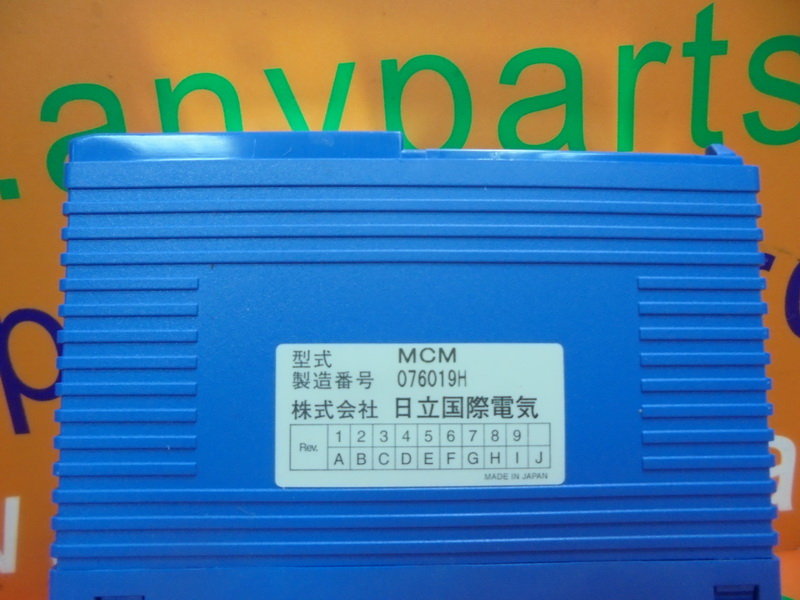 .anyparts
型式 MCM
製造番号 076019H
株式会社 日立国際電気
Rev. 1 2 3 4 5 6 7 8 9
A B C D E F G H I J
MADE IN JAPAN